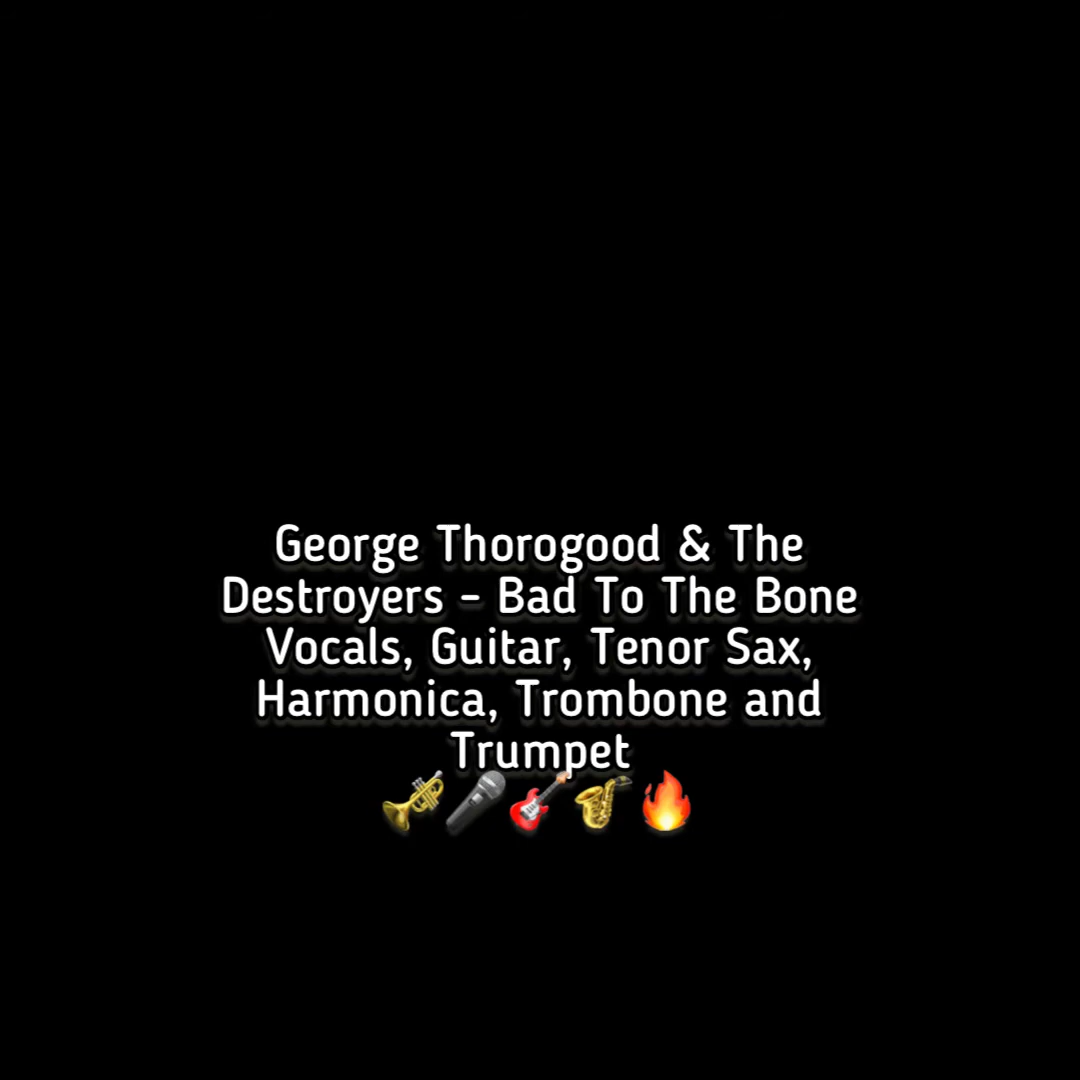 George Thorogood & The
Destroyers - Bad To The Bone
Vocals, Guitar, Tenor Sax,
Harmonica, Trombone and
Trumpet
🎺🎤🎸🎷🔥